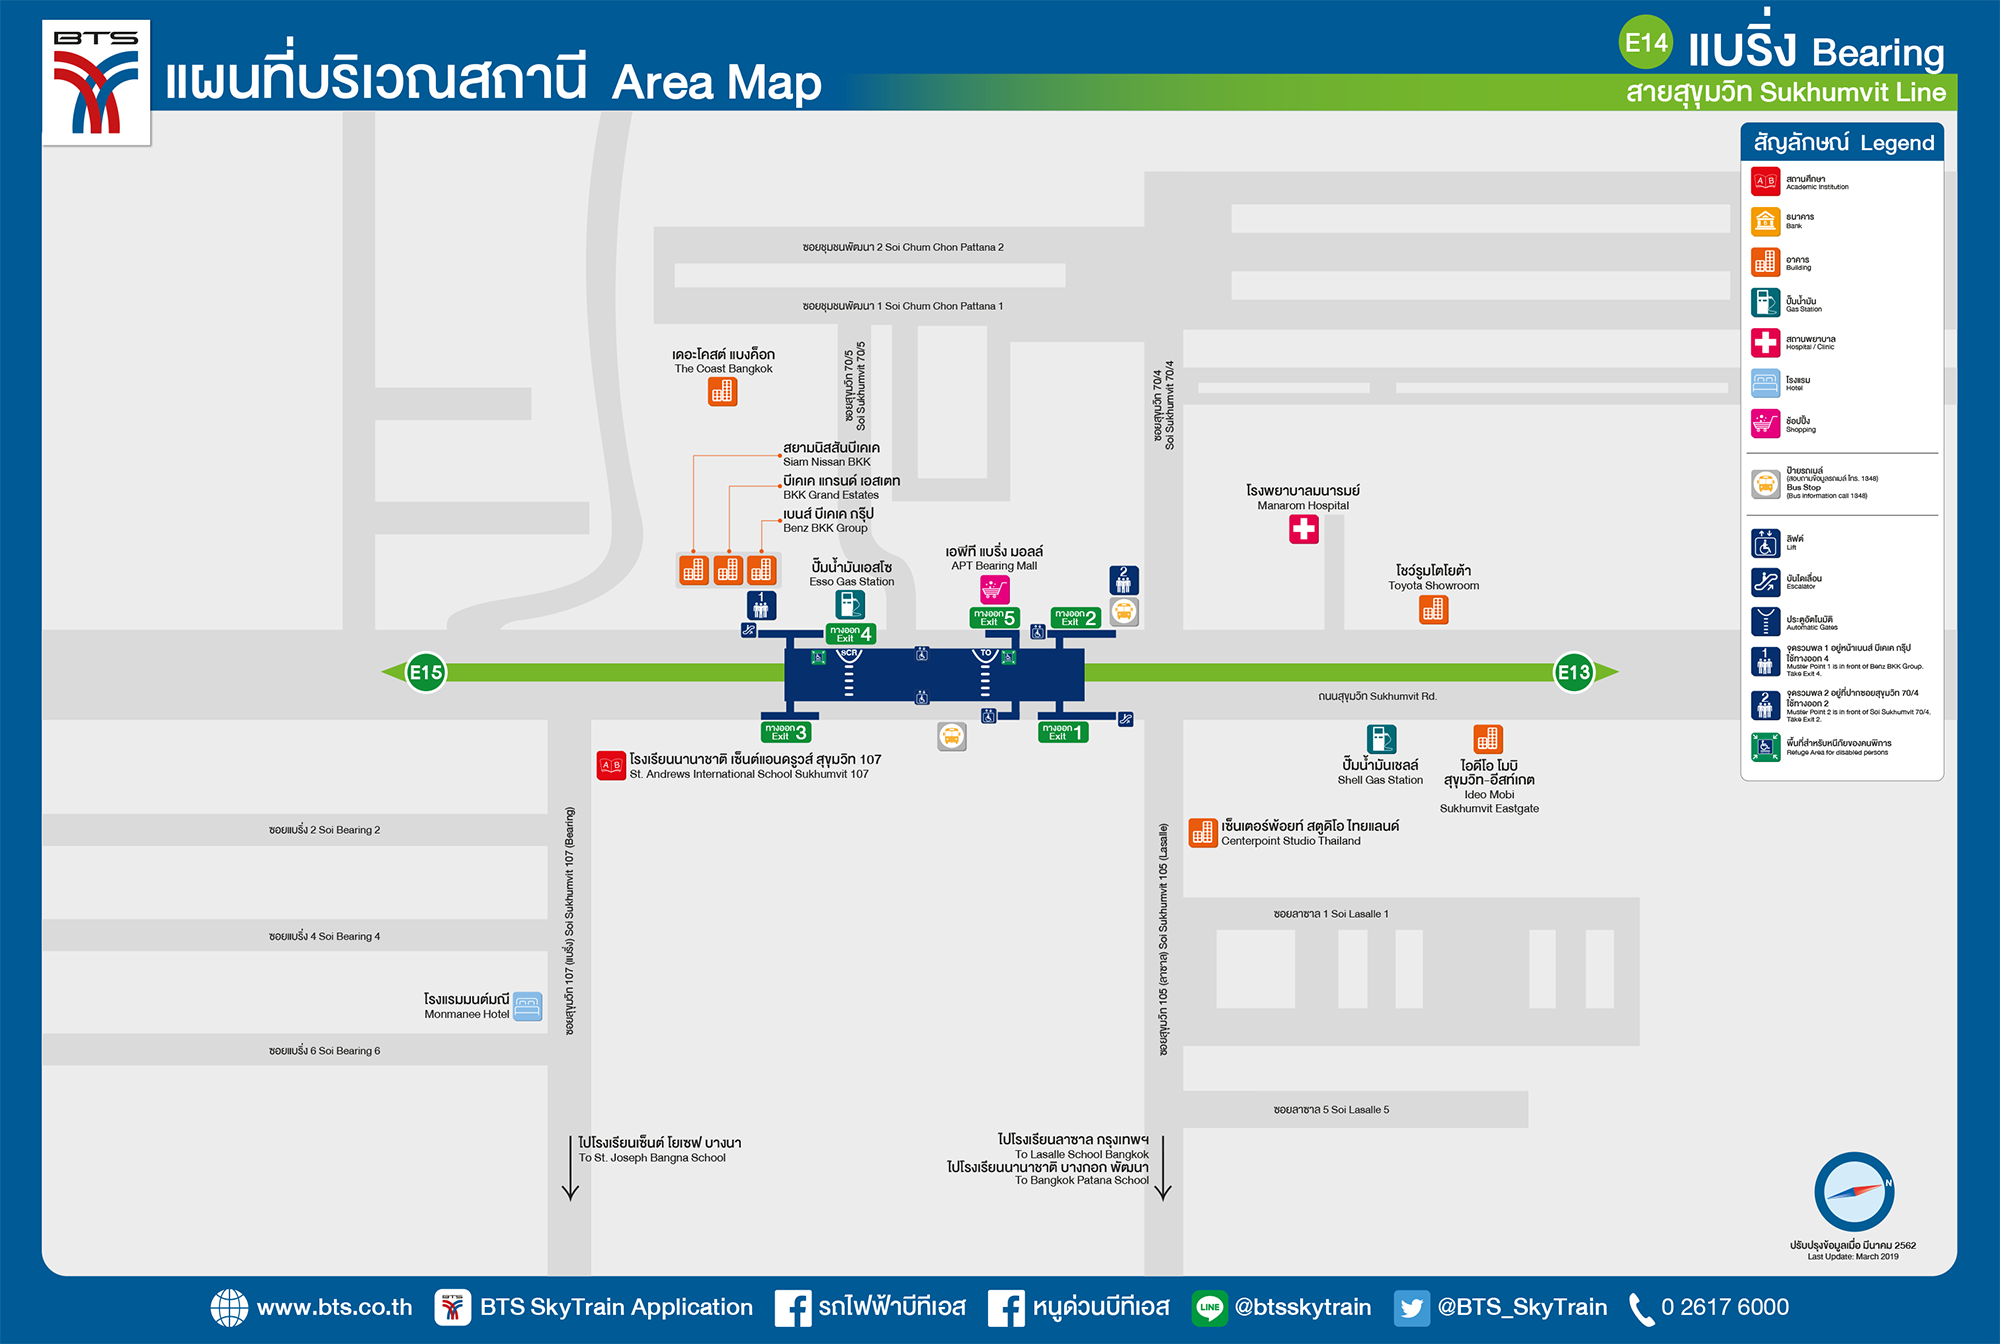 BTS
แผนที่บริเวณสถานี Area Map
E14 แบริ่ง Bearing
สายสุขุมวิท Sukhumvit Line
สัญลักษณ์ Legend
A B
สถานศึกษา
Academic Institution
ธนาคาร
Bank
อาคาร
Building
ปั๊มน้ำมัน
Gas Station
สถานพยาบาล
Hospital / Clinic
โรงแรม
Hotel
ช้อปปิ้ง
Shopping
ป้ายรถเมล์
(สอบถามข้อมูลรถเมล์ โทร. 1348)
Bus Stop
(Bus information call 1348)
ลิฟต์
Lift
บันไดเลื่อน
Escalator
ประตูอัตโนมัติ
Automatic Gates
1
จุดรวมพล 1 อยู่หน้าเบนส์ บีเคเค กรุ๊ป
ใช้ทางออก 4
Muster Point 1 is in front of Benz BKK Group.
Take Exit 4.
2
จุดรวมพล 2 อยู่ที่ปากซอยสุขุมวิท 70/4
ใช้ทางออก 2
Muster Point 2 is in front of Soi Sukhumvit 70/4.
Take Exit 2.
พื้นที่สำหรับหนีภัยของคนพิการ
Refuge Area for disabled persons
ซอยชุมชนพัฒนา 2 Soi Chum Chon Pattana 2
ซอยชุมชนพัฒนา 1 Soi Chum Chon Pattana 1
เดอะโคสต์ แบงค็อก
The Coast Bangkok
ซอยสุขุมวิท 70/5
Soi Sukhumvit 70/5
ซอยสุขุมวิท 70/4
Soi Sukhumvit 70/4
สยามนิสสันบีเคเค
Siam Nissan BKK
บีเคเค แกรนด์ เอสเตท
BKK Grand Estates
เบนส์ บีเคเค กรุ๊ป
Benz BKK Group
โรงพยาบาลมนารมย์
Manarom Hospital
ปั๊มน้ำมันเอสโซ
Esso Gas Station
เอพีที แบริ่ง มอลล์
APT Bearing Mall
โชว์รูมโตโยต้า
Toyota Showroom
1
2
ทางออก
Exit 4
ทางออก
Exit 5
ทางออก
Exit 2
SCR
TO
E15
E13
ถนนสุขุมวิท Sukhumvit Rd.
ทางออก
Exit 3
ทางออก
Exit 1
A B
โรงเรียนนานาชาติ เซ็นต์แอนดรูวส์ สุขุมวิท 107
St. Andrews International School Sukhumvit 107
ปั๊มน้ำมันเชลล์
Shell Gas Station
ไอดีโอ โมบิ
สุขุมวิท-อีสท์เกต
Ideo Mobi
Sukhumvit Eastgate
เซ็นเตอร์พ้อยท์ สตูดิโอ ไทยแลนด์
Centerpoint Studio Thailand
ซอยแบริ่ง 2 Soi Bearing 2
ซอยแบริ่ง 4 Soi Bearing 4
ซอยแบริ่ง 6 Soi Bearing 6
โรงแรมมนต์มณี
Monmanee Hotel
ซอยสุขุมวิท 107 (แบริ่ง) Soi Sukhumvit 107 (Bearing)
ซอยสุขุมวิท 105 (ลาซาล) Soi Sukhumvit 105 (Lasalle)
ซอยลาซาล 1 Soi Lasalle 1
ซอยลาซาล 5 Soi Lasalle 5
ไปโรงเรียนเซ็นต์ โยเซฟ บางนา
To St. Joseph Bangna School
ไปโรงเรียนลาซาล กรุงเทพฯ
To Lasalle School Bangkok
ไปโรงเรียนนานาชาติ บางกอก พัฒนา
To Bangkok Patana School
N
ปรับปรุงข้อมูลเมื่อ มีนาคม 2562
Last Update: March 2019
www.bts.co.th
BTS
BTS SkyTrain Application
รถไฟฟ้าบีทีเอส
หนูด่วนบีทีเอส
LINE
@btsskytrain
@BTS_SkyTrain
0 2617 6000